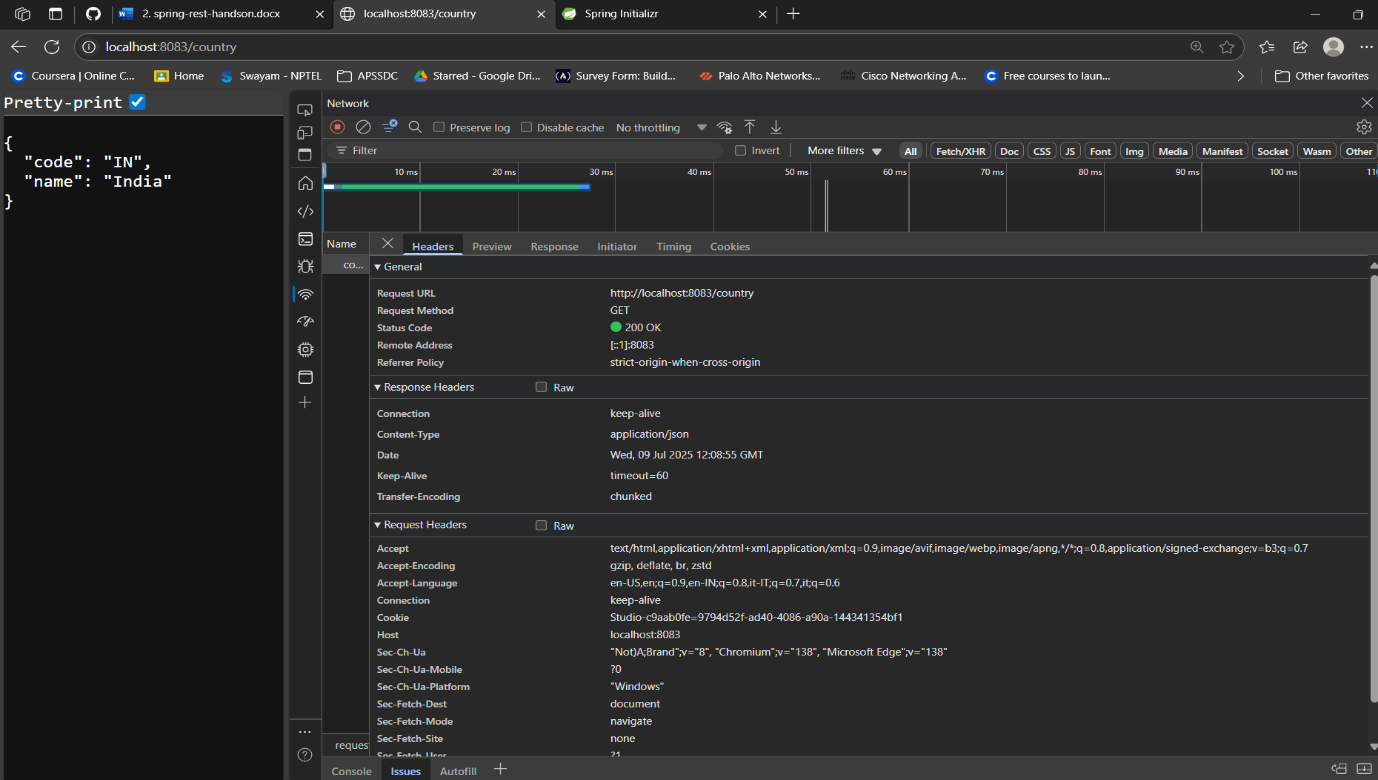 2. spring-rest-handson.docx
localhost:8083/country
Spring Initializr
localhost:8083/country
Coursera | Online C...
Home
Swayam - NPTEL
APSSDC
Starred - Google Dri...
Survey Form: Build...
Palo Alto Networks...
Cisco Networking A...
Free courses to laun...
Other favorites
Pretty-print
{
"code": "IN",
"name": "India"
}
Network
Preserve log
Disable cache
No throttling
Filter
Invert
More filters
All
Fetch/XHR
Doc
CSS
JS
Font
Img
Media
Manifest
Socket
Wasm
Other
10 ms
20 ms
30 ms
40 ms
50 ms
60 ms
70 ms
80 ms
90 ms
100 ms
Name
Headers
Preview
Response
Initiator
Timing
Cookies
co...
General
Request URL http://localhost:8083/country
Request Method GET
Status Code 200 OK
Remote Address [::1]:8083
Referrer Policy strict-origin-when-cross-origin
Response Headers Raw
Connection keep-alive
Content-Type application/json
Date Wed, 09 Jul 2025 12:08:55 GMT
Keep-Alive timeout=60
Transfer-Encoding chunked
Request Headers Raw
Accept text/html,application/xhtml+xml,application/xml;q=0.9,image/avif,image/webp,image/apng,*/*;q=0.8,application/signed-exchange;v=b3;q=0.7
Accept-Encoding gzip, deflate, br, zstd
Accept-Language en-US,en;q=0.9,en-IN;q=0.8,it-IT;q=0.7,it;q=0.6
Connection keep-alive
Cookie Studio-c9aab0fe=9794d52f-ad40-4086-a90a-144341354bf1
Host localhost:8083
Sec-Ch-Ua "Not)A;Brand";v="8", "Chromium";v="138", "Microsoft Edge";v="138"
Sec-Ch-Ua-Mobile ?0
Sec-Ch-Ua-Platform "Windows"
Sec-Fetch-Dest document
Sec-Fetch-Mode navigate
Sec-Fetch-Site none
Sec-Fetch-User ?1
reques
Console
Issues
Autofill